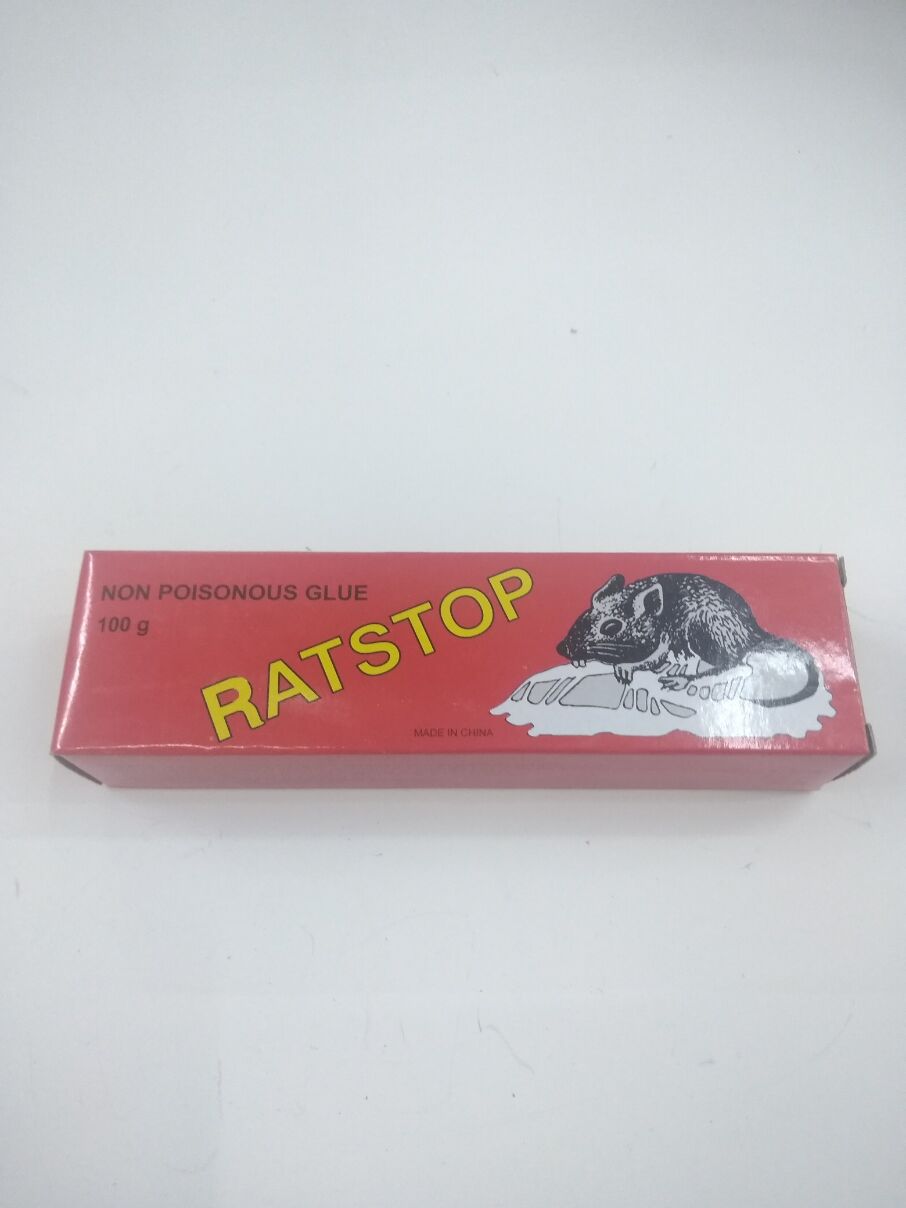 NON POISONOUS GLUE
100 g
RATSTOP
MADE IN CHINA